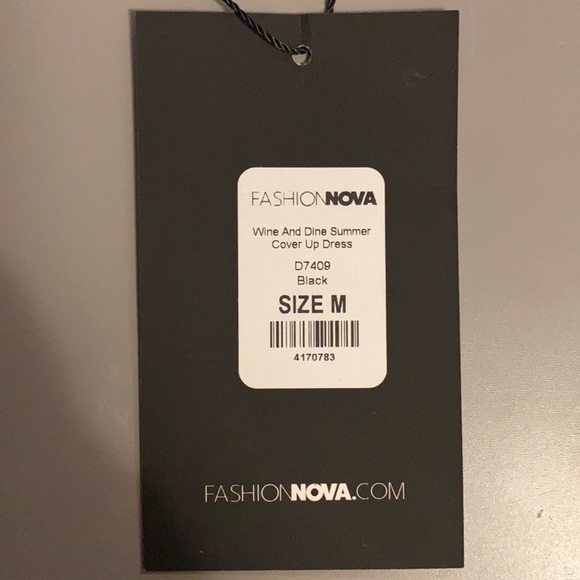 FASHIONNOVA
Wine And Dine Summer
Cover Up Dress
D7409
Black
SIZE M
4170783
FASHIONNOVA.COM